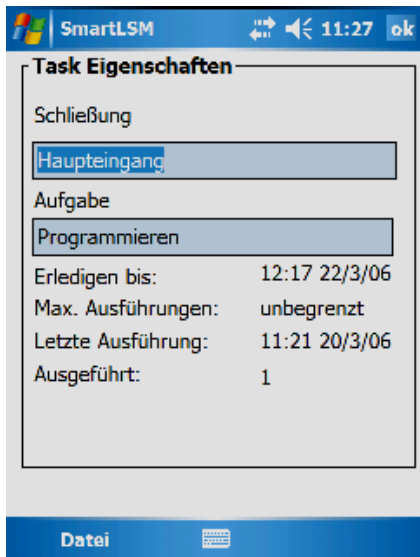 SmartLSM 11:27 ok
Task Eigenschaften
Schließung
Haupteingang
Aufgabe
Programmieren
Erledigen bis: 12:17 22/3/06
Max. Ausführungen: unbegrenzt
Letzte Ausführung: 11:21 20/3/06
Ausgeführt: 1
Datei